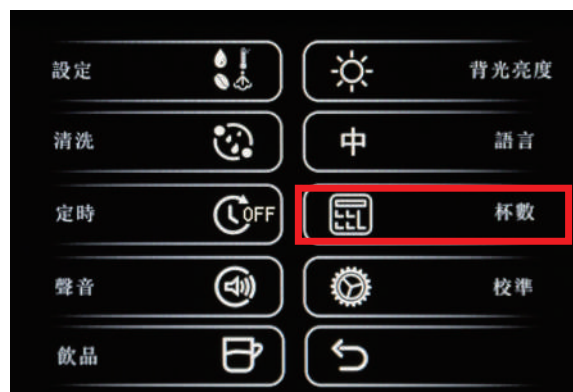 設定
背光亮度
清洗
中
語言
定時
OFF
杯數
聲音
校準
飲品